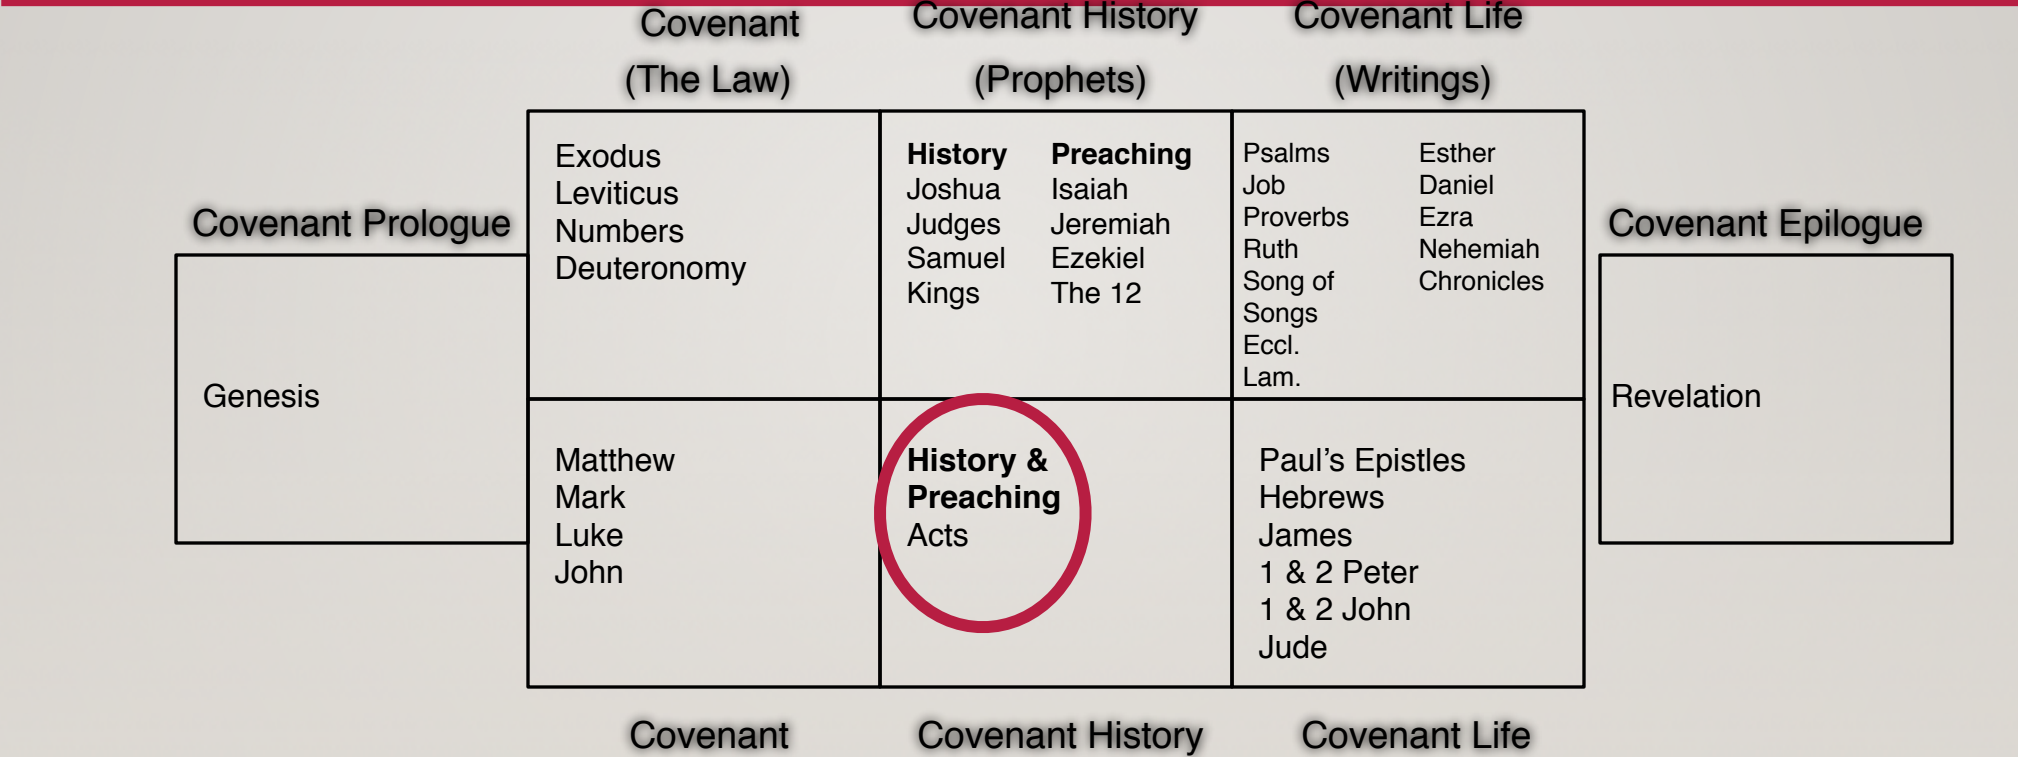 Covenant
(The Law)
Covenant History
(Prophets)
Covenant Life
(Writings)
Covenant Prologue
Genesis
Exodus
Leviticus
Numbers
Deuteronomy
History
Joshua
Judges
Samuel
Kings
Preaching
Isaiah
Jeremiah
Ezekiel
The 12
Psalms
Job
Proverbs
Ruth
Song of
Songs
Eccl.
Lam.
Esther
Daniel
Ezra
Nehemiah
Chronicles
Matthew
Mark
Luke
John
History &
Preaching
Acts
Paul’s Epistles
Hebrews
James
1 & 2 Peter
1 & 2 John
Jude
Covenant Epilogue
Revelation
Covenant
Covenant History
Covenant Life